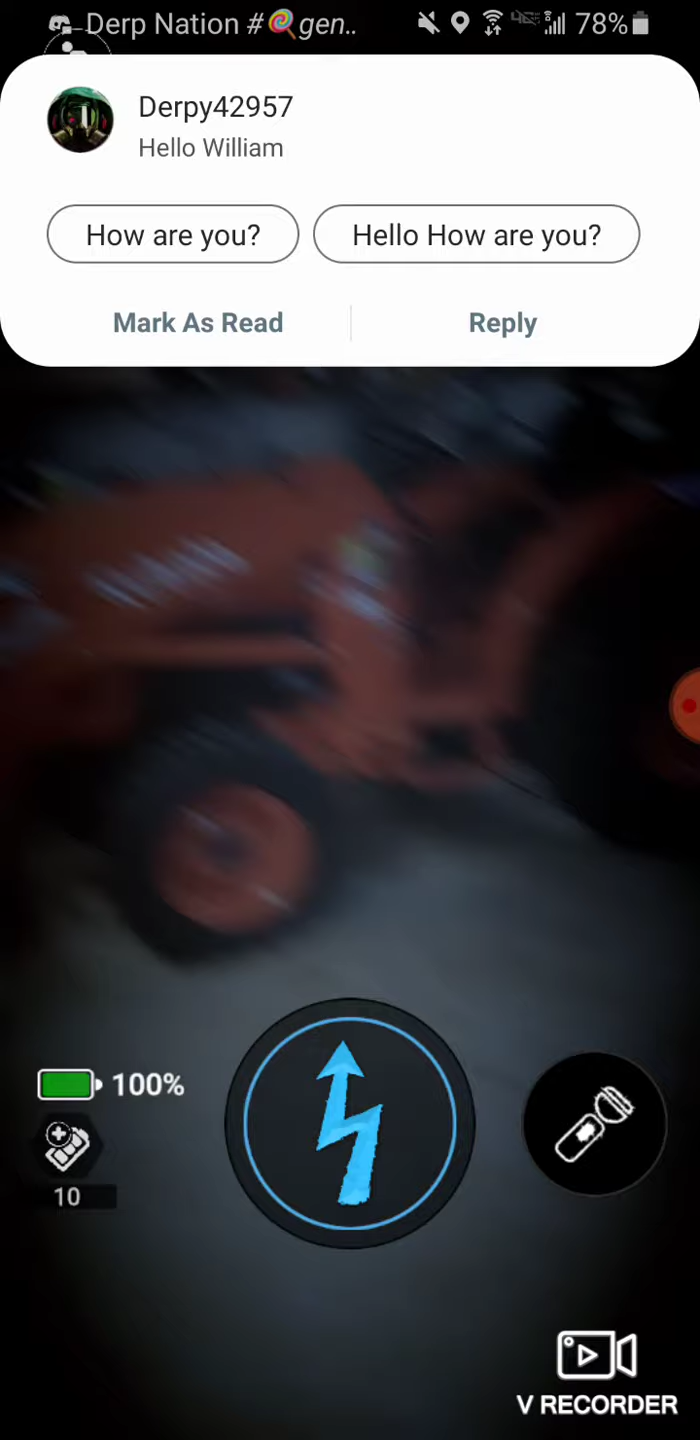 Derp Nation #🍭gen..
78%
Derpy42957
Hello William
How are you?
Hello How are you?
Mark As Read
Reply
100%
10
V RECORDER